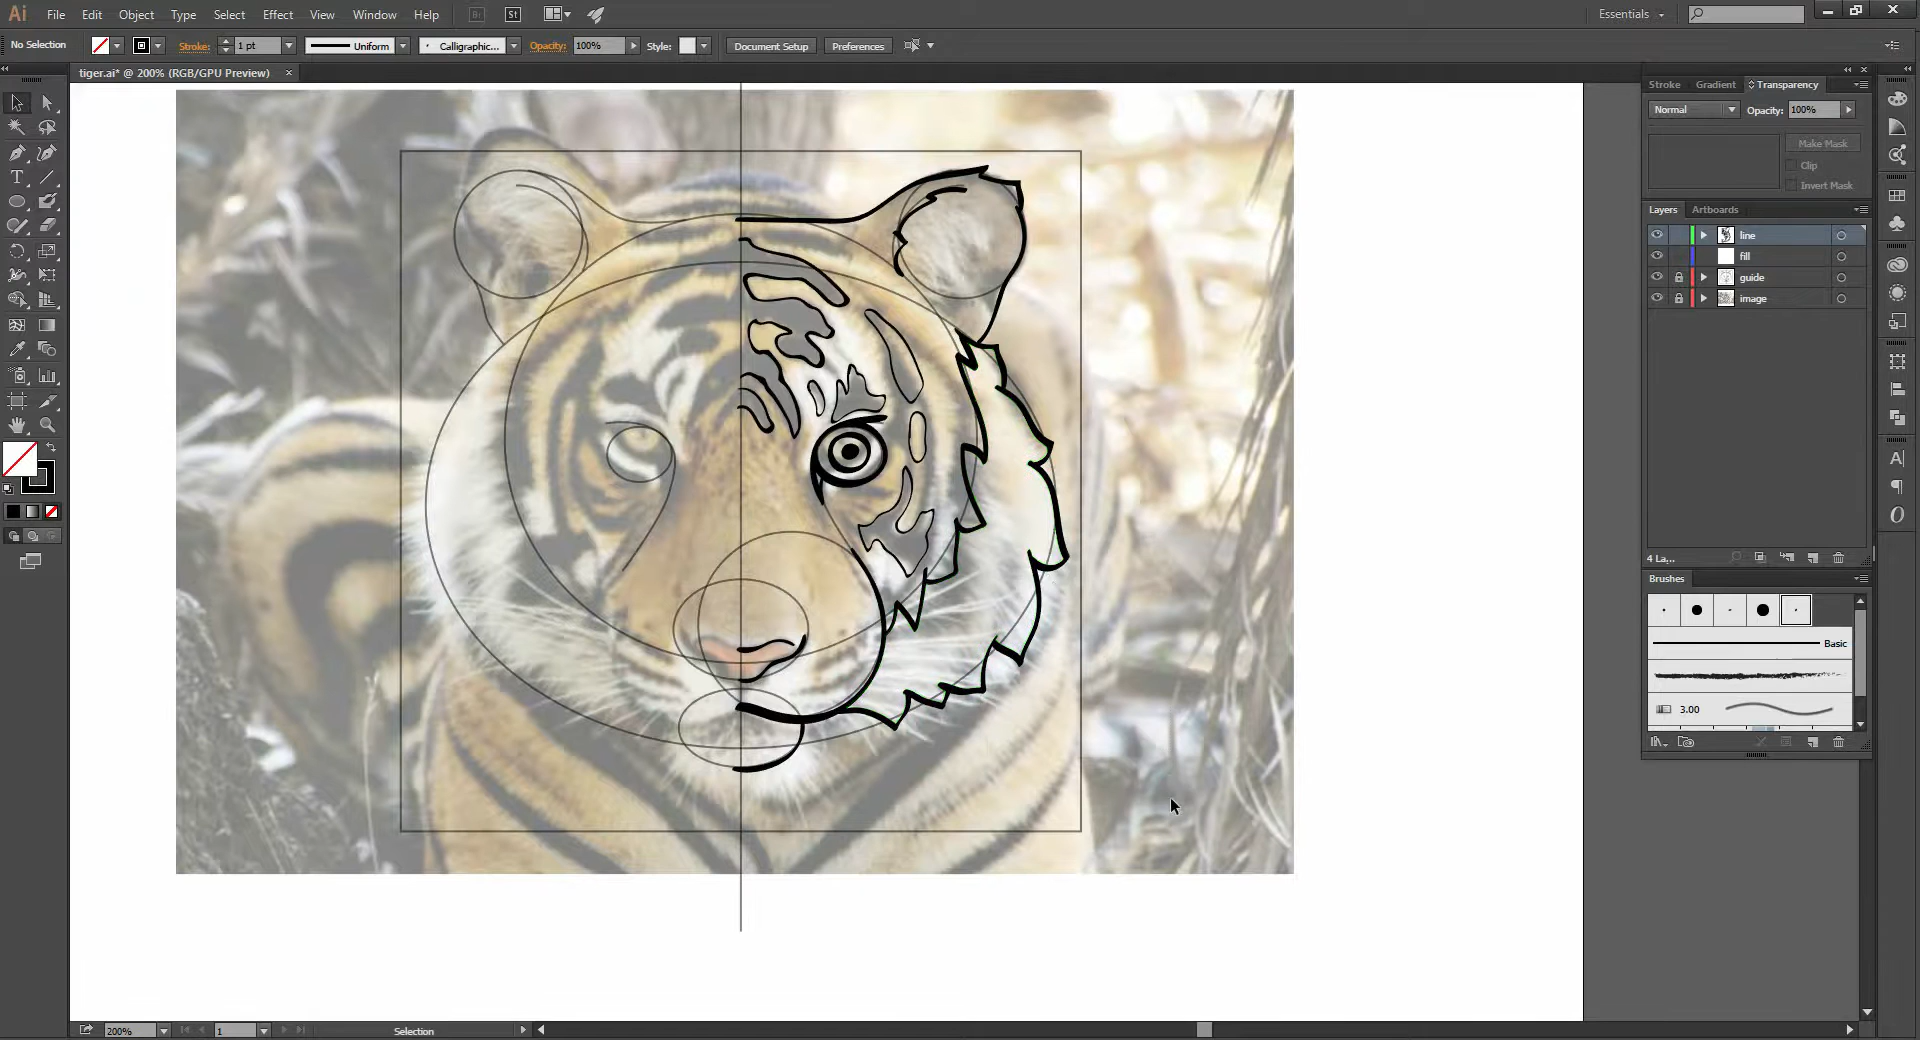 Ai File Edit Object Type Select Effect View Window Help Br St Essentials
No Selection Stroke: 1 pt Uniform Calligraphic... Opacity: 100% Style: Document Setup Preferences
tiger.ai* @ 200% (RGB/GPU Preview)
Stroke Gradient Transparency
Normal Opacity: 100%
Make Mask
Clip
Invert Mask
Layers Artboards
line
fill
guide
image
4 La...
Brushes
Basic
3.00
200% 1 Selection